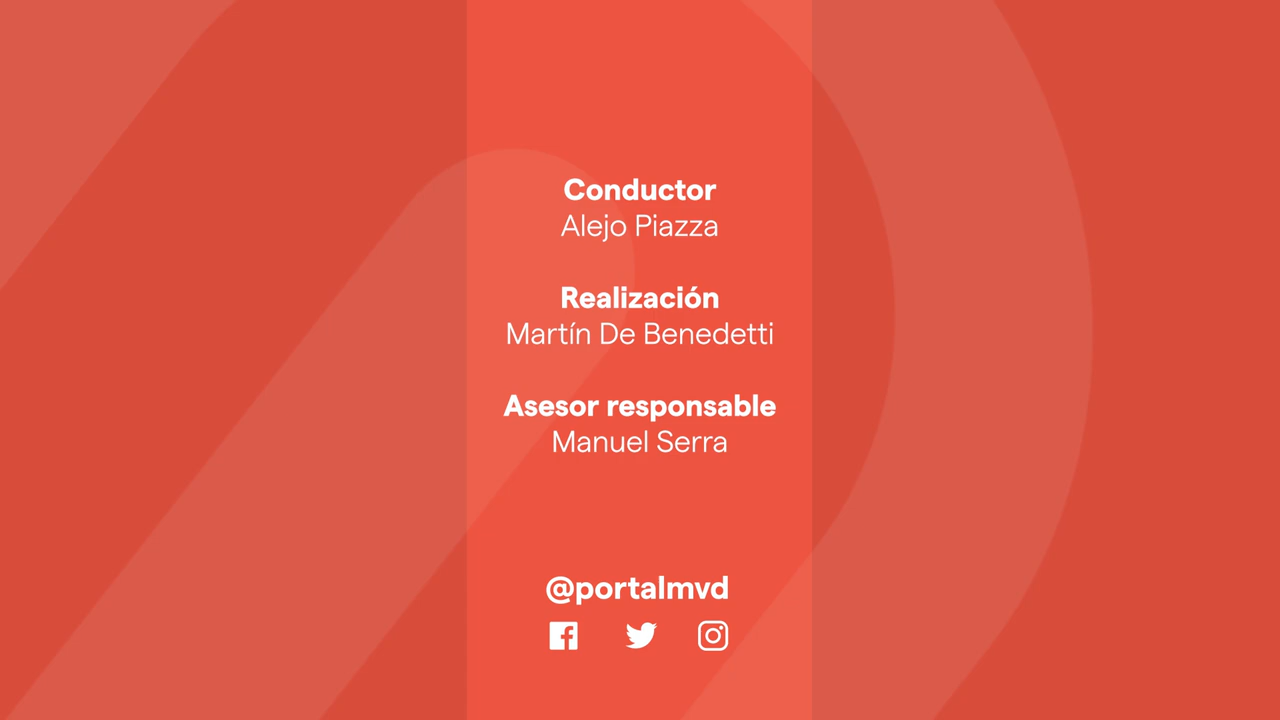 Conductor
Alejo Piazza
Realización
Martín De Benedetti
Asesor responsable
Manuel Serra
@portalmvd